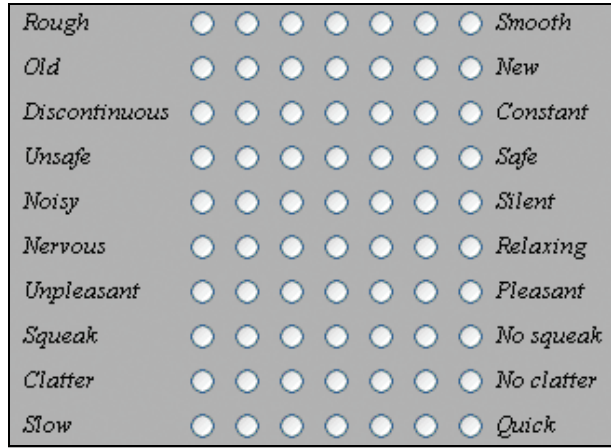 Rough Smooth
Old New
Discontinuous Constant
Unsafe Safe
Noisy Silent
Nervous Relaxing
Unpleasant Pleasant
Squeak No squeak
Clatter No clatter
Slow Quick